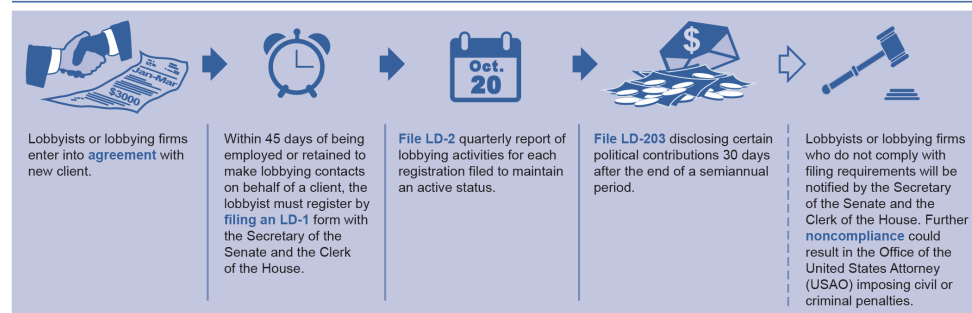 Jan-Mar
$3000
Oct.
20
$
Lobbyists or lobbying firms
enter into agreement with
new client.
Within 45 days of being
employed or retained to
make lobbying contacts
on behalf of a client, the
lobbyist must register by
filing an LD-1 form with
the Secretary of the
Senate and the Clerk
of the House.
File LD-2 quarterly report of
lobbying activities for each
registration filed to maintain
an active status.
File LD-203 disclosing certain
political contributions 30 days
after the end of a semiannual
period.
Lobbyists or lobbying firms
who do not comply with
filing requirements will be
notified by the Secretary
of the Senate and the
Clerk of the House. Further
noncompliance could
result in the Office of the
United States Attorney
(USAO) imposing civil or
criminal penalties.